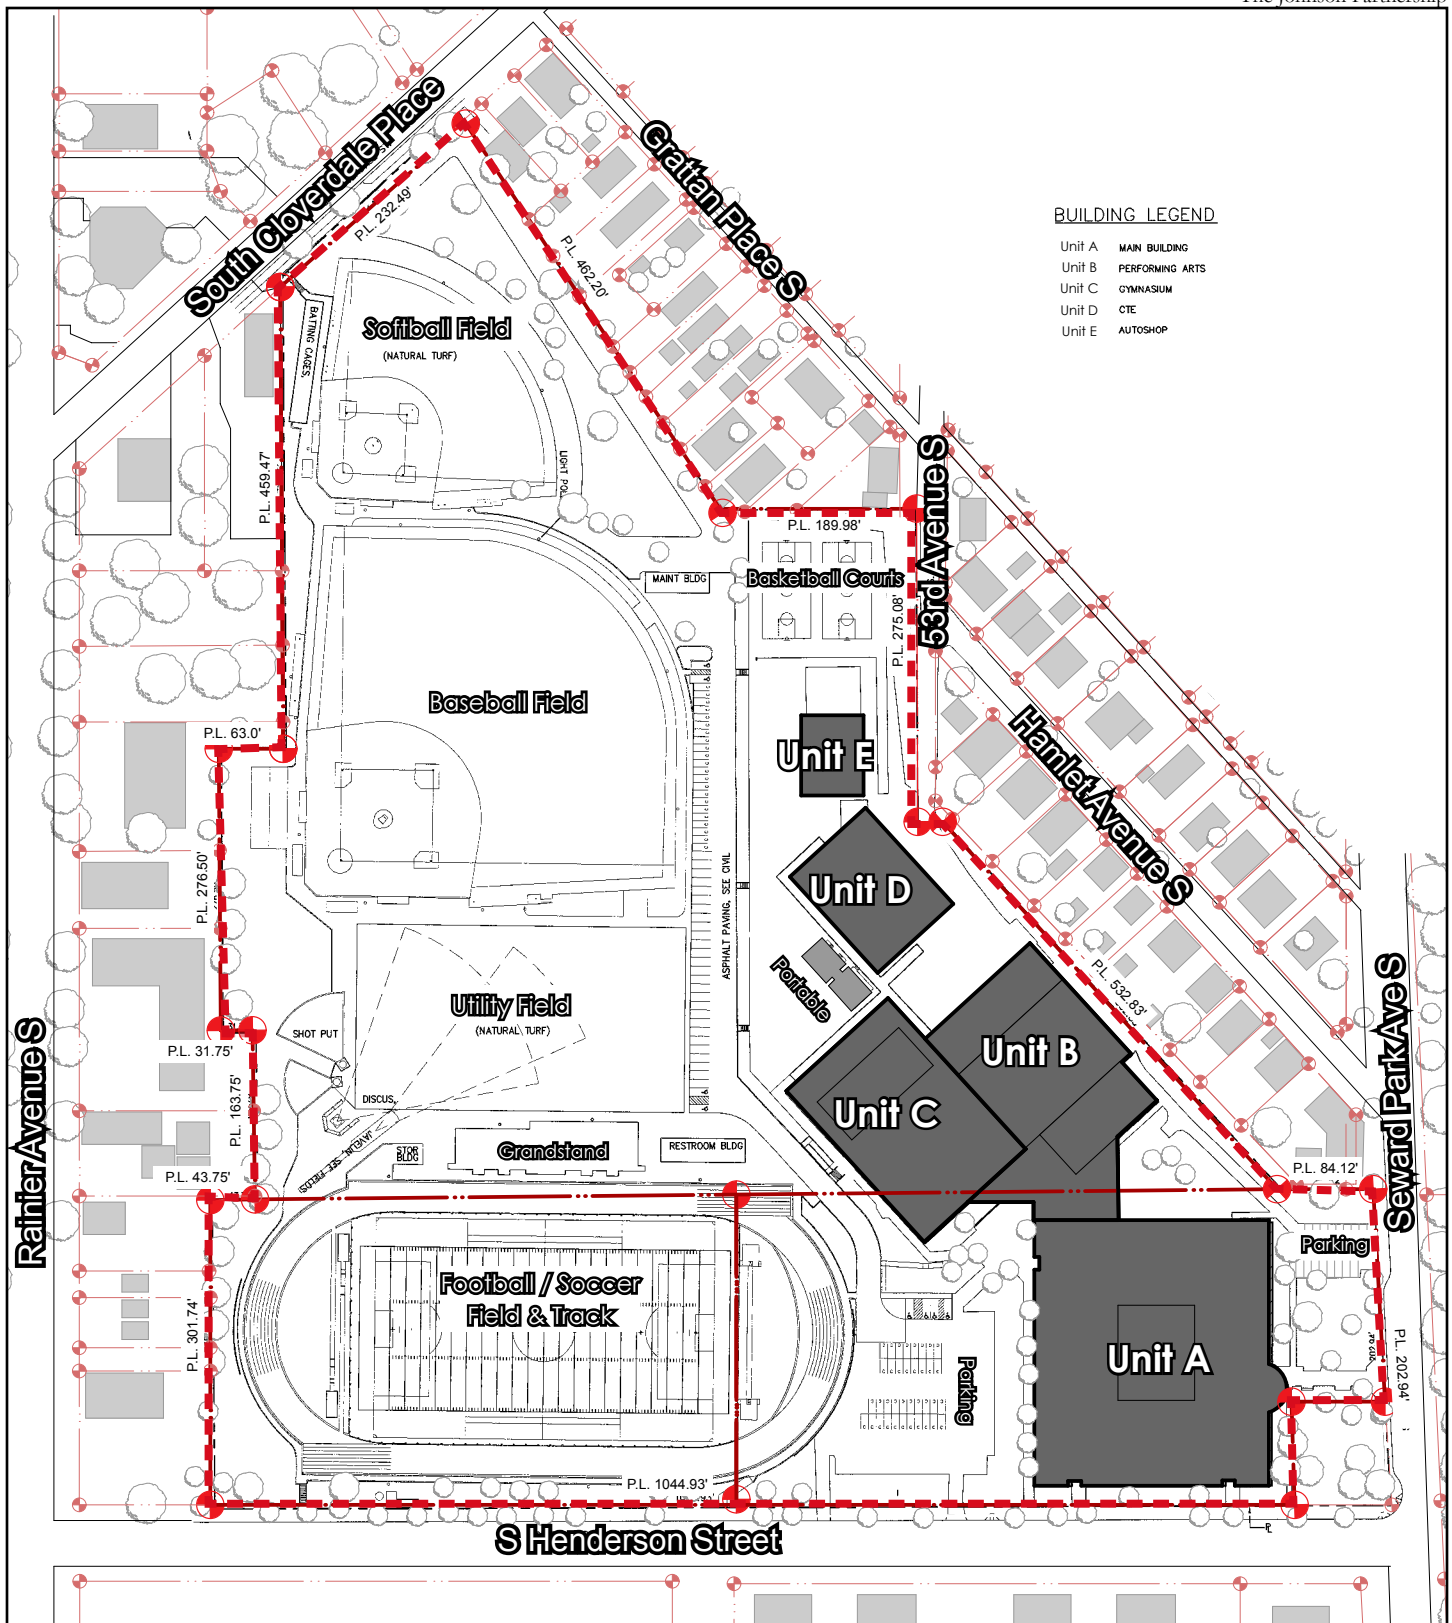 The Johnson Partnership
South Cloverdale Place
Grattan Place S
P.L. 232.49'
P.L. 462.20'
BUILDING LEGEND
Unit A MAIN BUILDING
Unit B PERFORMING ARTS
Unit C GYMNASIUM
Unit D CTE
Unit E AUTOSHOP
BATTING CAGES,
Softball Field
(NATURAL TURF)
P.L. 459.47'
P.L. 189.98'
53rd Avenue S
MAINT BLDG
Basketball Courts
P.L. 275.08'
Baseball Field
P.L. 63.0'
Unit E
Hamlet Avenue S
P.L. 276.50'
ASPHALT PAVING, SEE CIVIL
Unit D
Portable
P.L. 532.83'
Utility Field
(NATURAL TURF)
SHOT PUT
Unit B
Unit C
P.L. 31.75'
P.L. 163.75'
DISCUS,
JAVELIN, SEE FIELDS
STOR
BLDG
Grandstand
RESTROOM BLDG
P.L. 43.75'
P.L. 84.12'
Rainier Avenue S
Seward Park Ave S
Parking
P.L. 301.74'
Football / Soccer
Field & Track
Parking
Unit A
P.L. 202.94'
P.L. 1044.93'
S Henderson Street